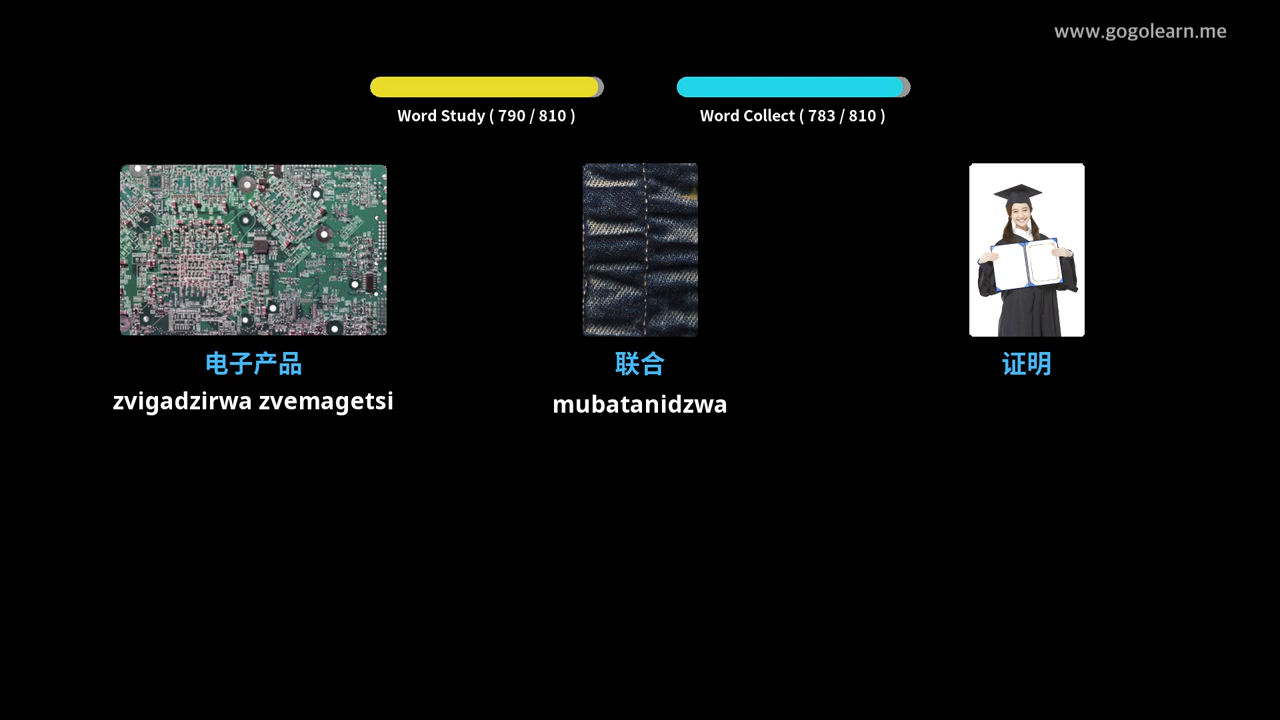 www.gogolearn.me
Word Study ( 790 / 810 )
Word Collect ( 783 / 810 )
电子产品
联合
证明
zvigadzirwa zvemagetsi
mubatanidzwa